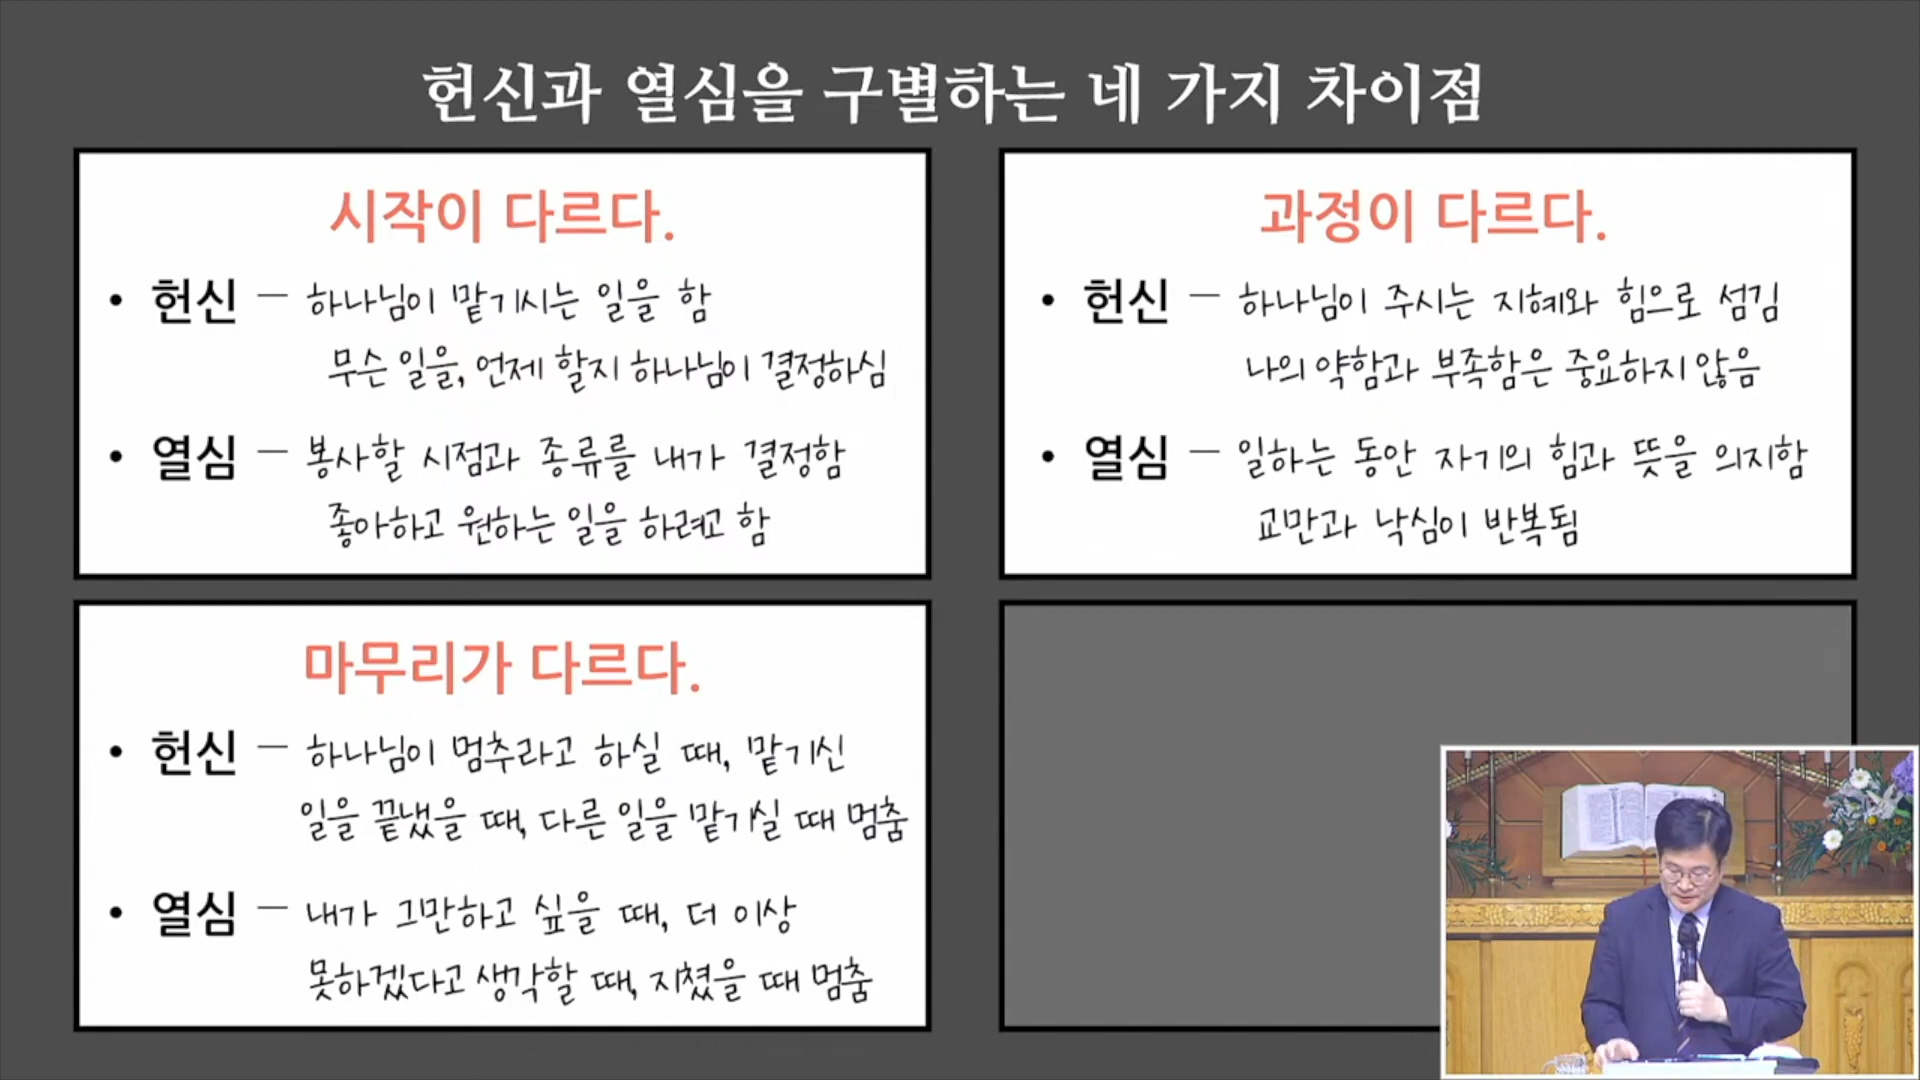 헌신과 열심을 구별하는 네 가지 차이점
시작이 다르다.
• 헌신 — 하나님이 맡기시는 일을 함
무슨 일을, 언제 할지 하나님이 결정하심
• 열심 — 봉사할 시점과 종류를 내가 결정함
좋아하고 원하는 일을 하려고 함
과정이 다르다.
• 헌신 — 하나님이 주시는 지혜와 힘으로 섬김
나의 약함과 부족함은 중요하지 않음
• 열심 — 일하는 동안 자기의 힘과 뜻을 의지함
교만과 낙심이 반복됨
마무리가 다르다.
• 헌신 — 하나님이 멈추라고 하실 때, 맡기신
일을 끝냈을 때, 다른 일을 맡기실 때 멈춤
• 열심 — 내가 그만하고 싶을 때, 더 이상
못하겠다고 생각할 때, 지쳤을 때 멈춤